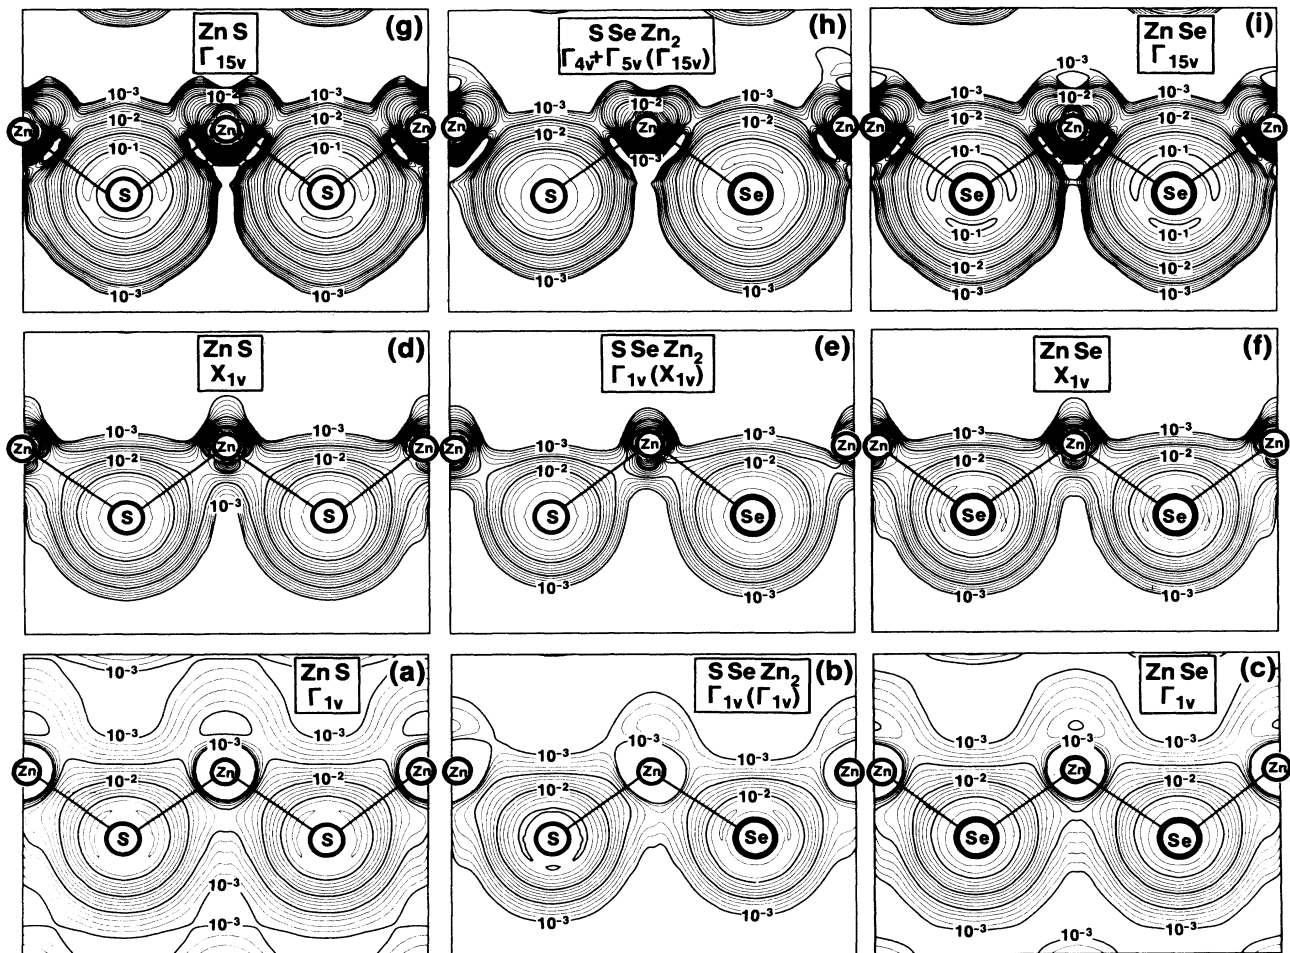 Zn S
Γ15v
(g)
10⁻³
10⁻²
10⁻³
10⁻²
10⁻²
10⁻¹
10⁻¹
Zn
Zn
Zn
S
S
10⁻³
10⁻³
S Se Zn₂
Γ4v+Γ5v(Γ15v)
(h)
10⁻³
10⁻²
10⁻³
10⁻²
10⁻²
Zn
Zn
Zn
10⁻³
S
Se
10⁻³
10⁻³
Zn Se
Γ15v
(i)
10⁻³
10⁻³
10⁻²
10⁻³
10⁻²
10⁻²
Zn
Zn
Zn
10⁻¹
10⁻¹
Se
Se
10⁻¹
10⁻¹
10⁻²
10⁻²
10⁻³
10⁻³
Zn S
X1v
(d)
10⁻³
10⁻³
Zn
Zn
Zn
10⁻²
10⁻²
10⁻³
S
S
S Se Zn₂
Γ1v(X1v)
(e)
10⁻³
10⁻³
Zn
Zn
Zn
10⁻²
10⁻²
S
Se
10⁻³
10⁻³
Zn Se
X1v
(f)
10⁻³
10⁻³
Zn
Zn
Zn
10⁻²
10⁻²
10⁻³
Se
Se
Zn S
Γ1v
(a)
10⁻³
10⁻³
10⁻³
10⁻³
Zn
Zn
Zn
10⁻²
10⁻²
S
S
10⁻³
10⁻³
S Se Zn₂
Γ1v(Γ1v)
(b)
10⁻³
10⁻³
10⁻³
Zn
Zn
Zn
10⁻²
10⁻²
S
Se
10⁻³
10⁻³
Zn Se
Γ1v
(c)
10⁻³
10⁻³
10⁻³
10⁻³
Zn
Zn
Zn
10⁻²
10⁻²
Se
Se
10⁻³
10⁻³